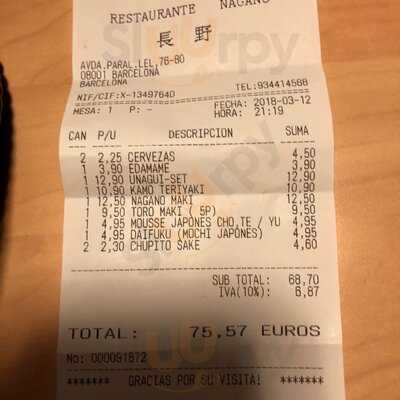 RESTAURANTE NAGANO
長野
AVDA.PARAL.LEL,76-80
08001 BARCELONA
BARCELONA
TEL:934414568
NIF/CIF:X-1349764D
MESA: 1 P: - FECHA: 2018-03-12
HORA: 21:19
CAN P/U DESCRIPCION SUMA
2 2,25 CERVEZAS 4,50
1 3,90 EDAMAME 3,90
1 12,90 UNAGUI-SET 12,90
1 10,90 KAMO TERIYAKI 10,90
1 12,50 NAGANO MAKI 12,50
1 9,50 TORO MAKI ( 5P) 9,50
1 4,95 MOUSSE JAPONES CHO,TE / YU 4,95
1 4,95 DAIFUKU (MOCHI JAPONES) 4,95
2 2,30 CHUPITO SAKE 4,60
SUB TOTAL: 68,70
IVA(10%): 6,87
TOTAL: 75,57 EUROS
No: 000091872
******* GRACIAS POR SU VISITA! *******